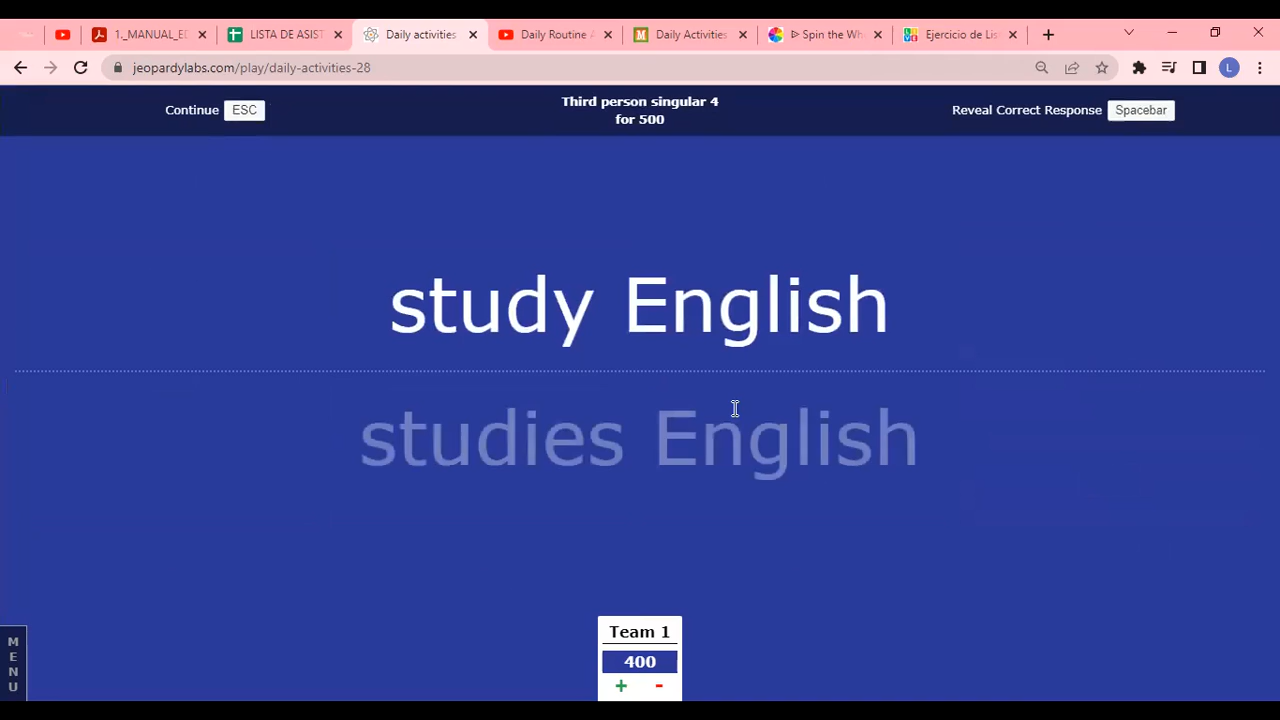 1._MANUAL_ED
LISTA DE ASIST
Daily activities
Daily Routine A
Daily Activities
Spin the Wh
Ejercicio de Lis
jeopardylabs.com/play/daily-activities-28
L
Continue ESC
Third person singular 4
for 500
Reveal Correct Response Spacebar
study English
studies English
MENU
Team 1
400
+ -